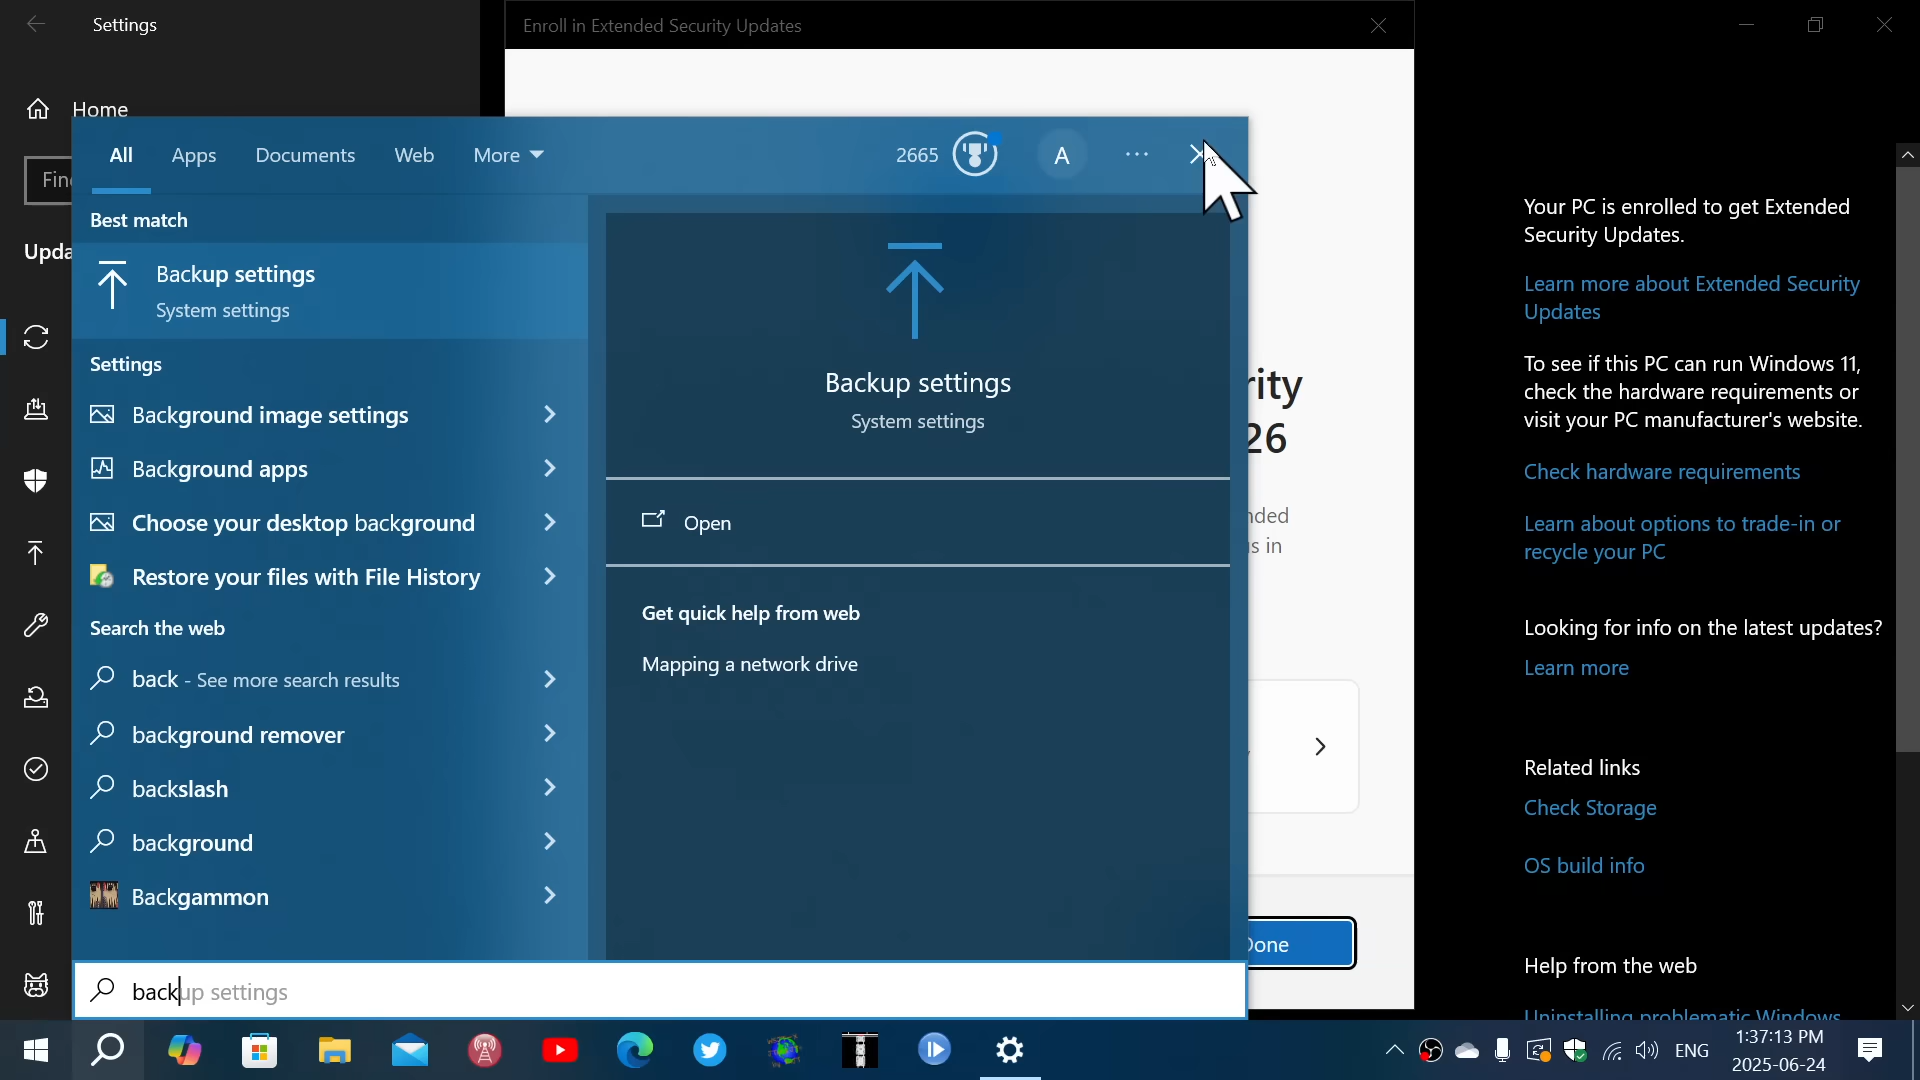 Settings
Enroll in Extended Security Updates
Home
All
Apps
Documents
Web
More
2665
A
Best match
Backup settings
System settings
Settings
Background image settings
Background apps
Choose your desktop background
Restore your files with File History
Search the web
back - See more search results
background remover
backslash
background
Backgammon
backup settings
Backup settings
System settings
Open
Get quick help from web
Mapping a network drive
26
in
Your PC is enrolled to get Extended
Security Updates.
Learn more about Extended Security
Updates
To see if this PC can run Windows 11,
check the hardware requirements or
visit your PC manufacturer's website.
Check hardware requirements
Learn about options to trade-in or
recycle your PC
Looking for info on the latest updates?
Learn more
Related links
Check Storage
OS build info
Help from the web
Uninstalling problematic Windows
ENG
1:37:13 PM
2025-06-24